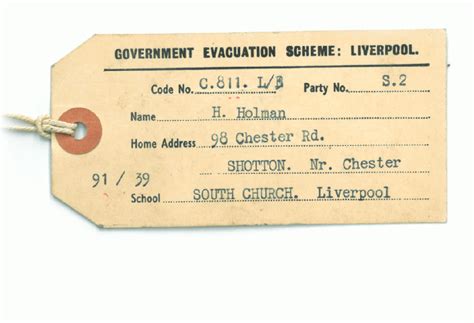 GOVERNMENT EVACUATION SCHEME: LIVERPOOL.
Code No. C.811. L/E Party No. S.2
Name H. Holman
Home Address 98 Chester Rd.
SHOTTON. Nr. Chester
91 / 39
School SOUTH CHURCH. Liverpool